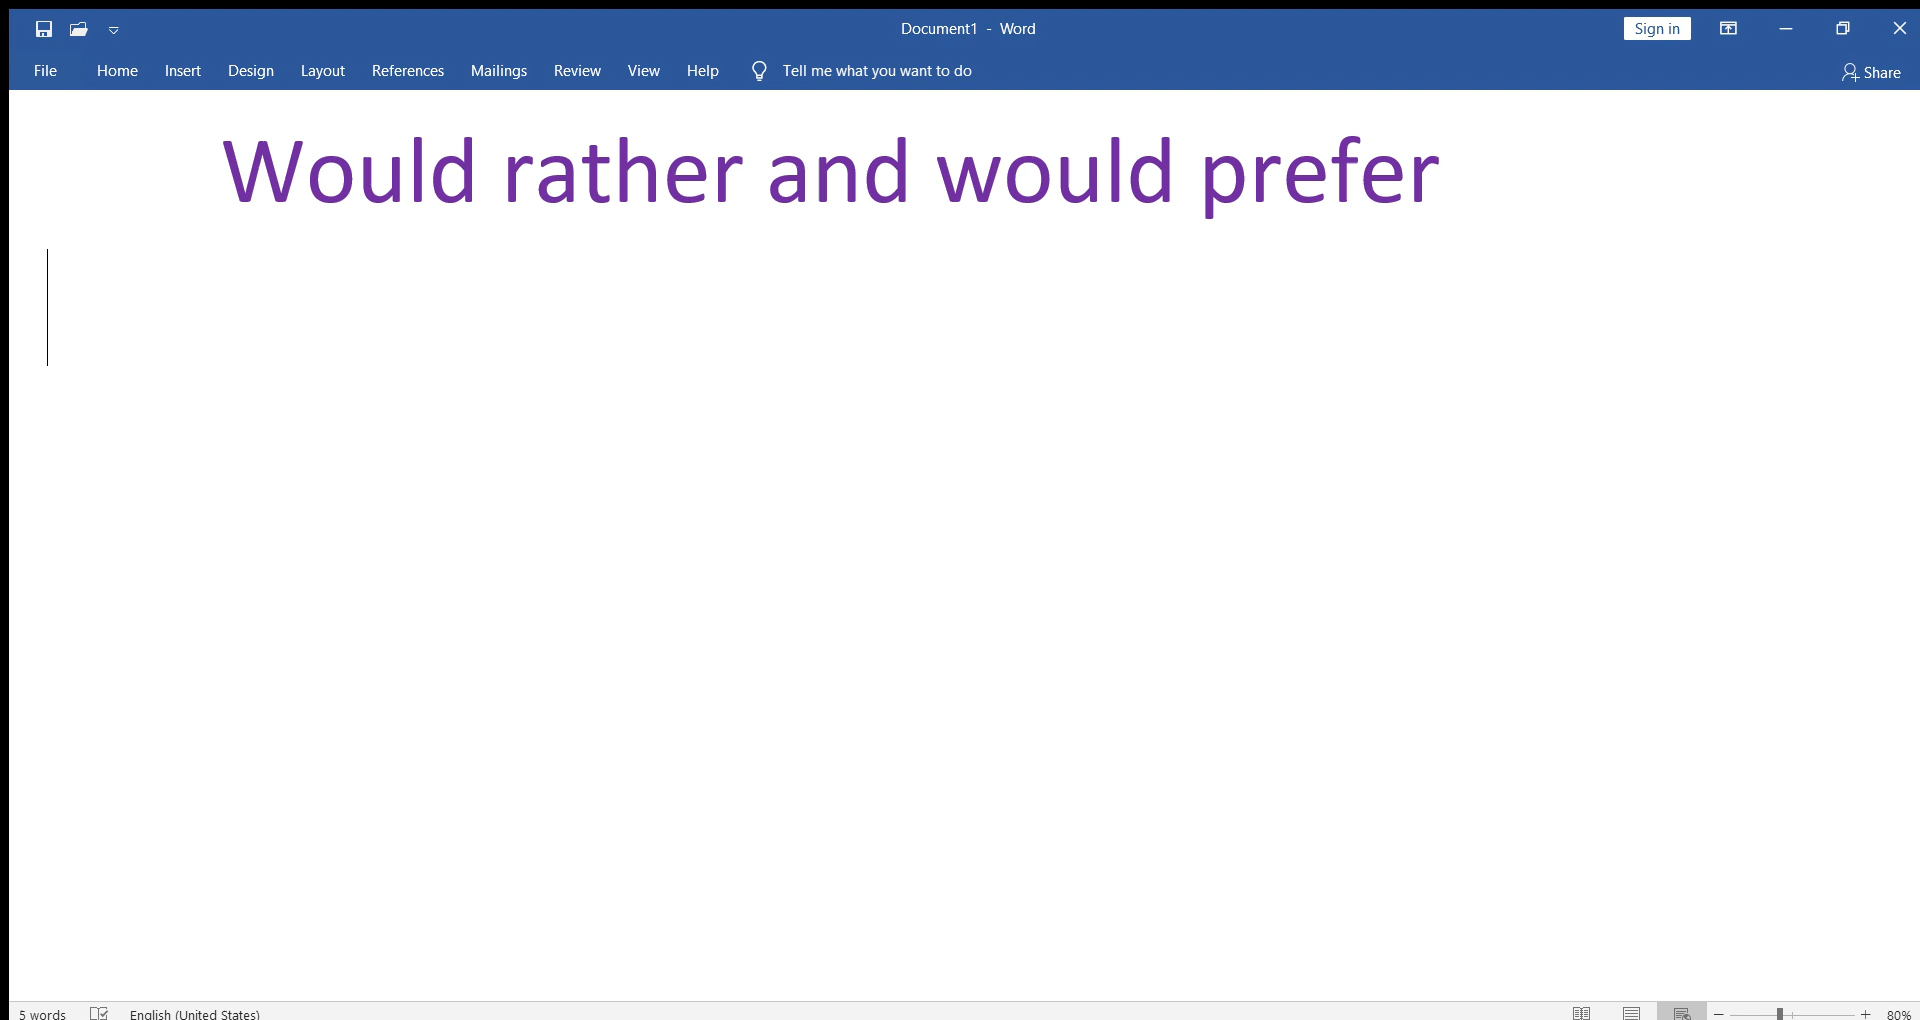 Document1 - Word
Sign in
File Home Insert Design Layout References Mailings Review View Help Tell me what you want to do
Share
Would rather and would prefer
5 words English (United States) 80%